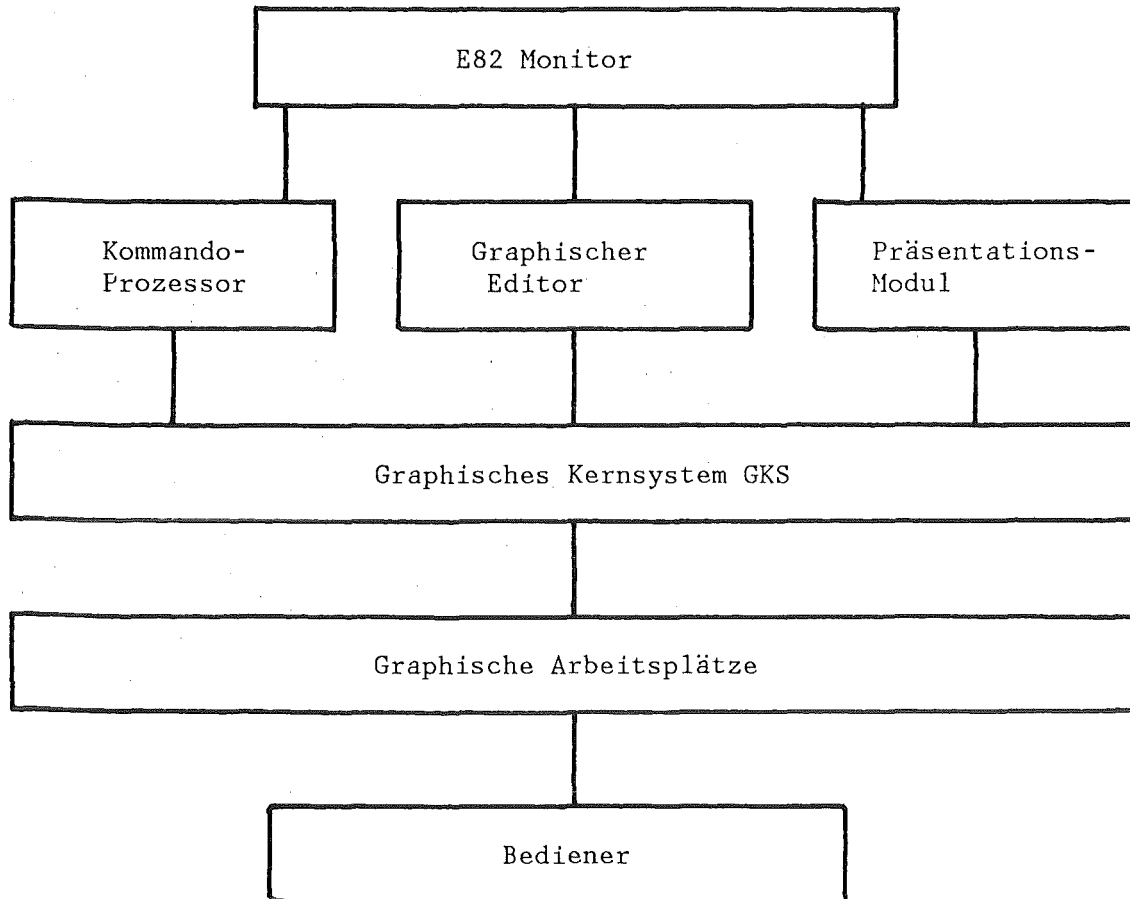 E82 Monitor
Kommando-
Prozessor
Graphischer
Editor
Präsentations-
Modul
Graphisches Kernsystem GKS
Graphische Arbeitsplätze
Bediener